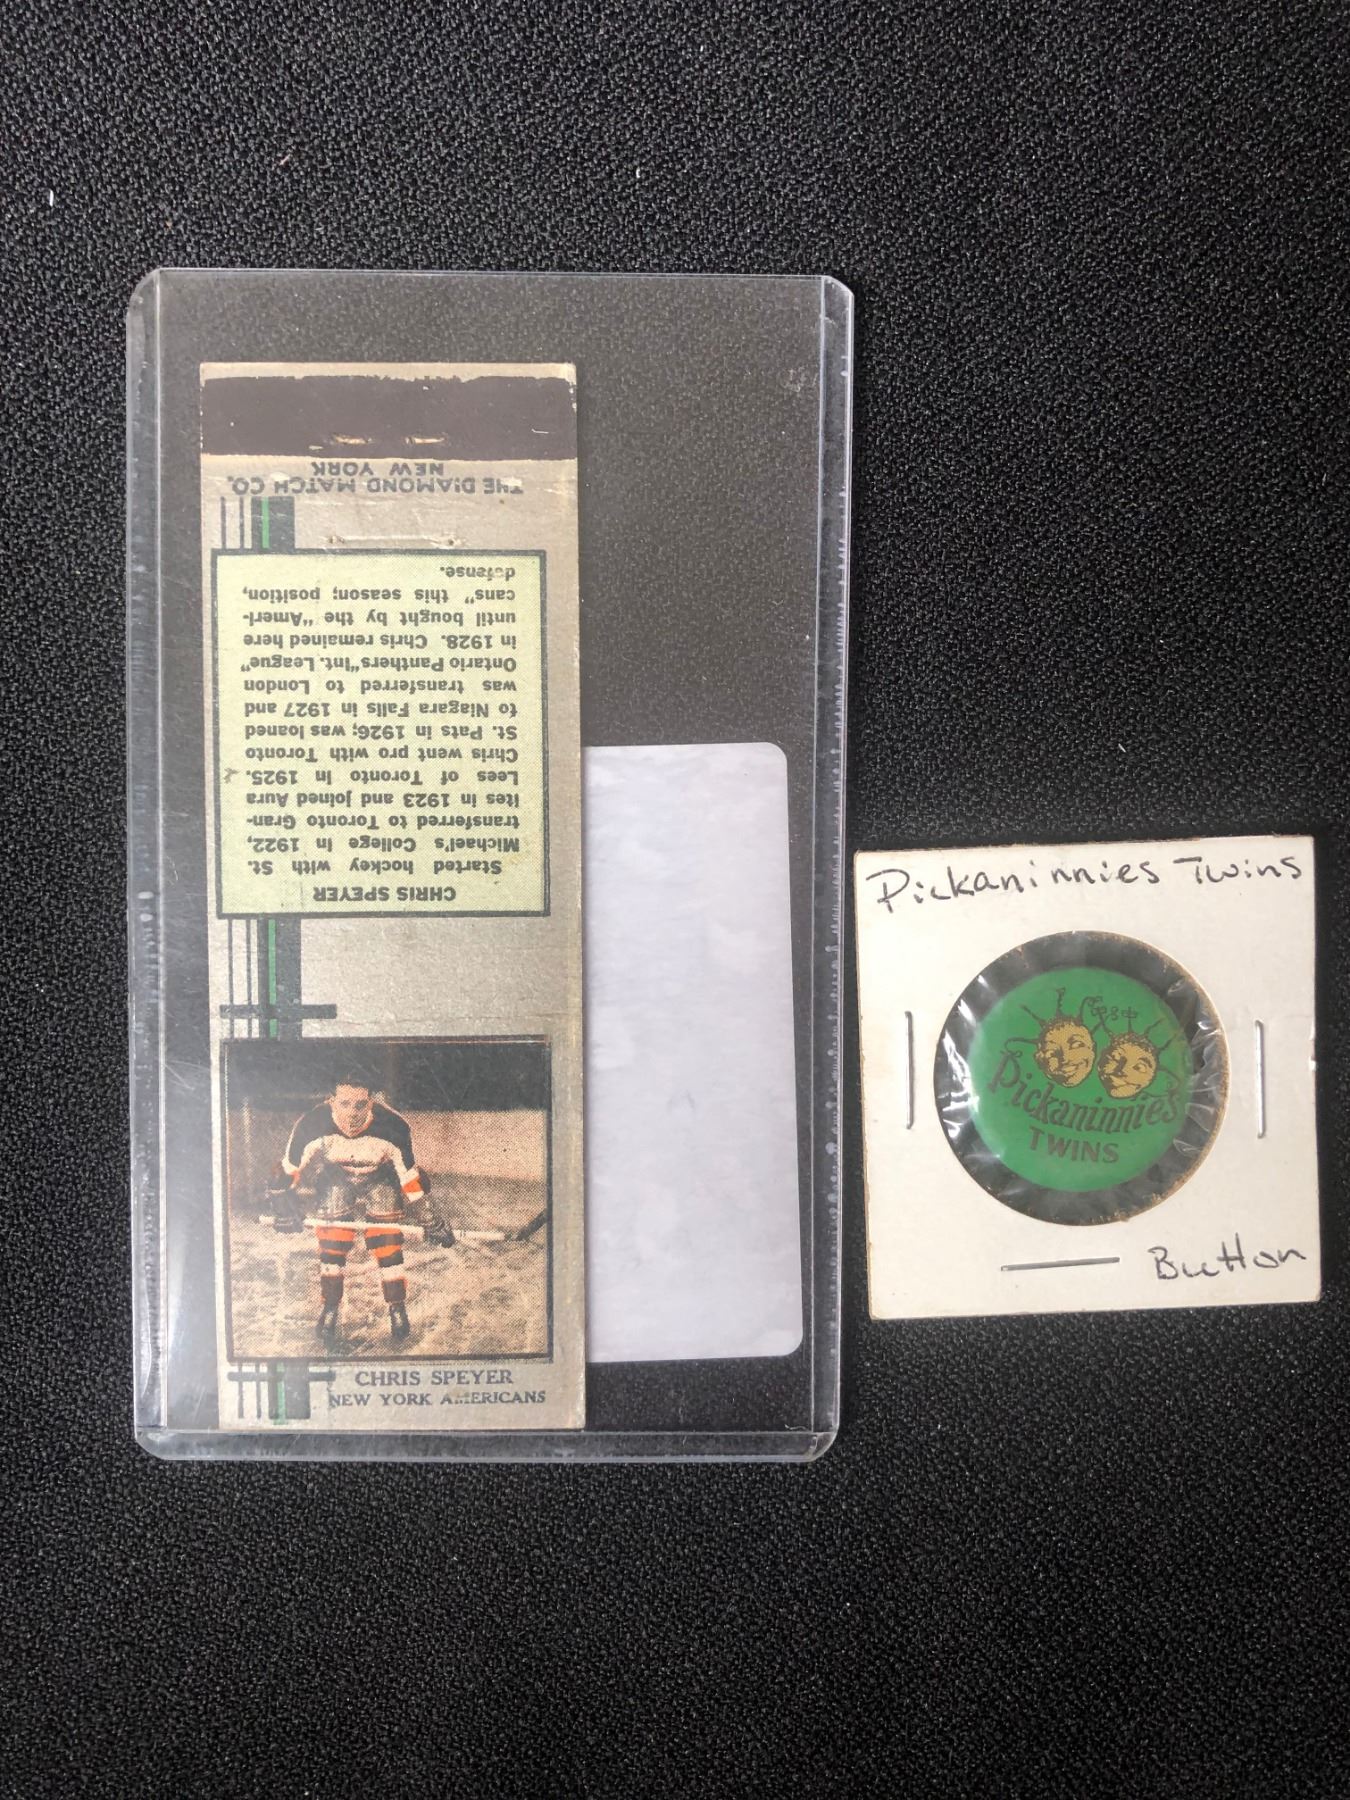 THE DIAMOND MATCH CO.
NEW YORK
CHRIS SPEYER
Started hockey with St.
Michael's College in 1922,
transferred to Toronto Gran-
ites in 1923 and joined Aura
Lees of Toronto in 1925.
Chris went pro with Toronto
St. Pats in 1926; was loaned
to Niagara Falls in 1927 and
was transferred to London
Ontario Panthers "Int. League"
in 1928. Chris remained here
until bought by the "Ameri-
cans" this season; position,
defense.
CHRIS SPEYER
NEW YORK AMERICANS
Pickaninnies Twins
Pickaninnies
TWINS
Button